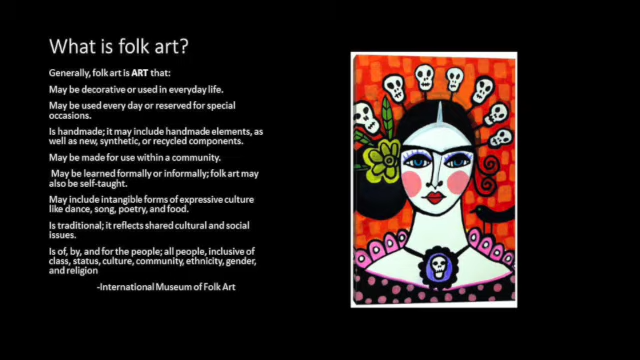 What is folk art?
Generally, folk art is ART that:
May be decorative or used in everyday life.
May be used every day or reserved for special
occasions.
Is handmade; it may include handmade elements, as
well as new, synthetic, or recycled components.
May be made for use within a community.
May be learned formally or informally; folk art may
also be self-taught.
May include intangible forms of expressive culture
like dance, song, poetry, and food.
Is traditional; it reflects shared cultural and social
issues.
Is of, by, and for the people; all people, inclusive of
class, status, culture, community, ethnicity, gender,
and religion
-International Museum of Folk Art